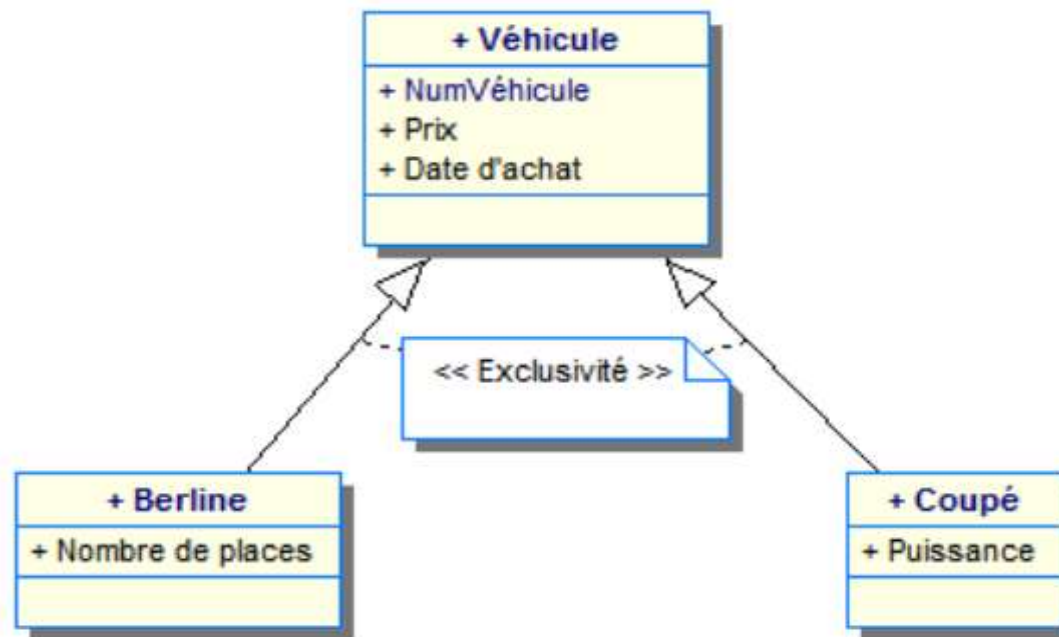 + Véhicule
+ NumVéhicule
+ Prix
+ Date d'achat
<< Exclusivité >>
+ Berline
+ Nombre de places
+ Coupé
+ Puissance